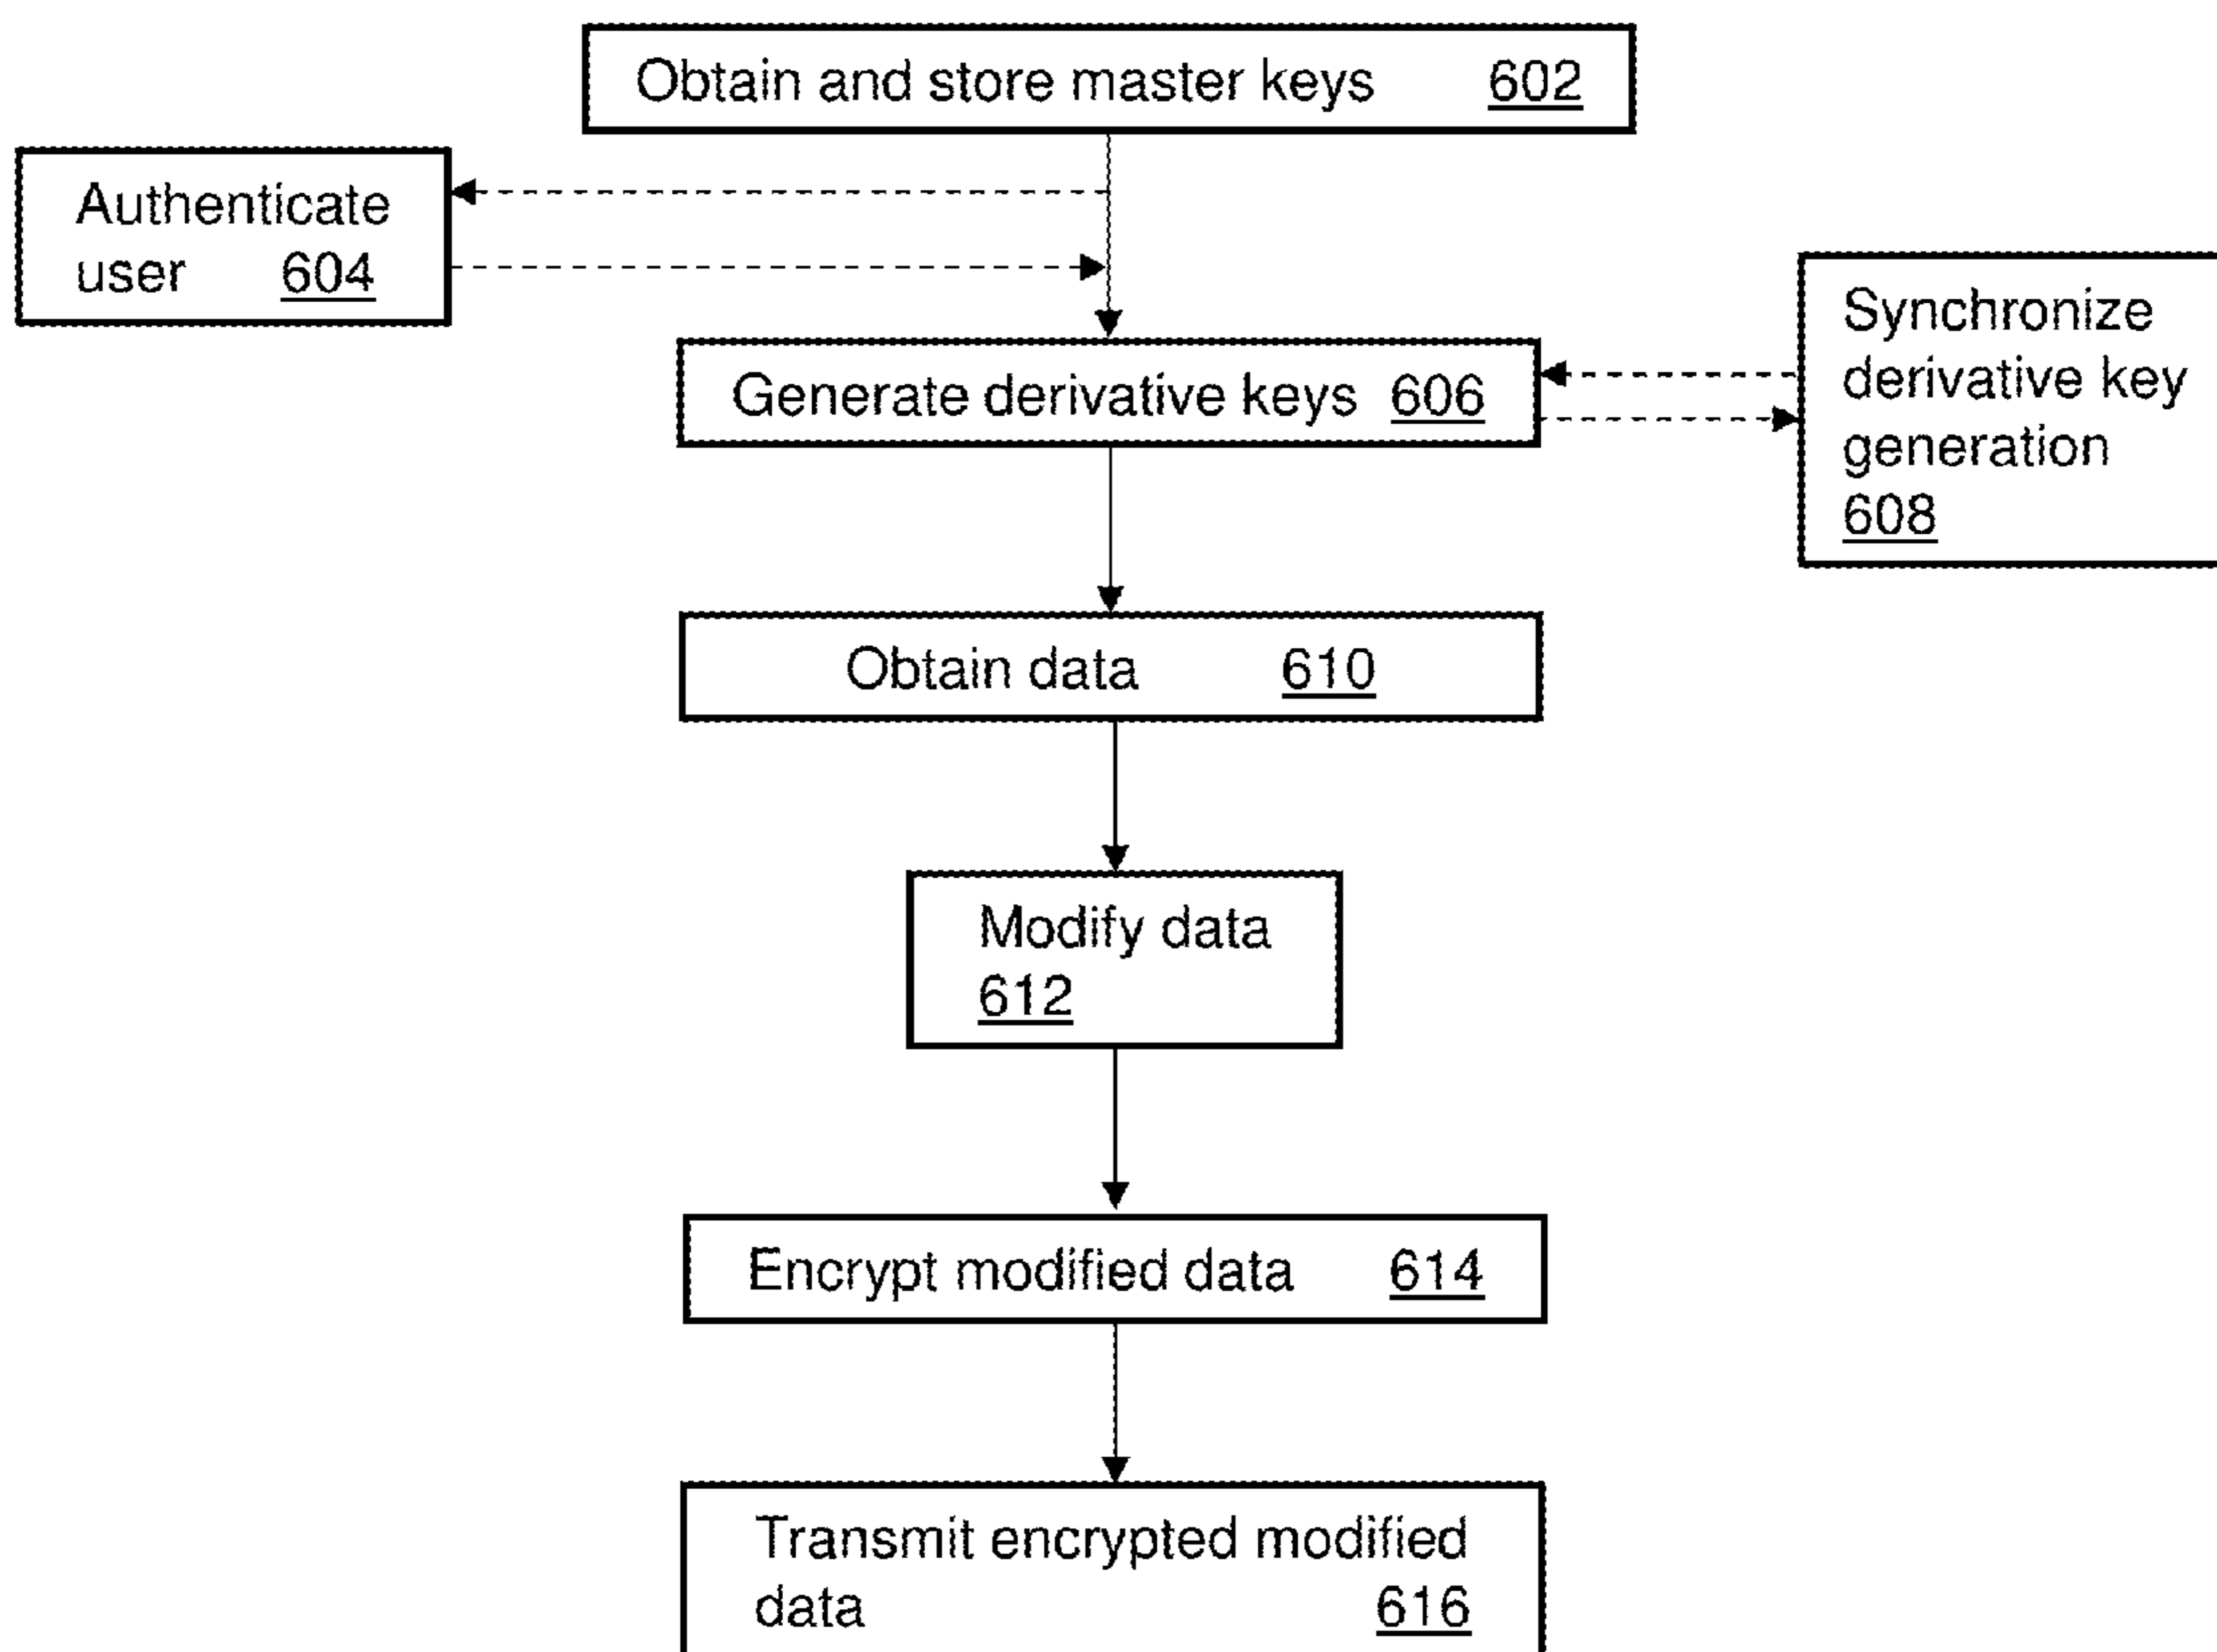 Obtain and store master keys 602
Authenticate
user 604
Generate derivative keys 606
Synchronize
derivative key
generation
608
Obtain data 610
Modify data
612
Encrypt modified data 614
Transmit encrypted modified
data 616